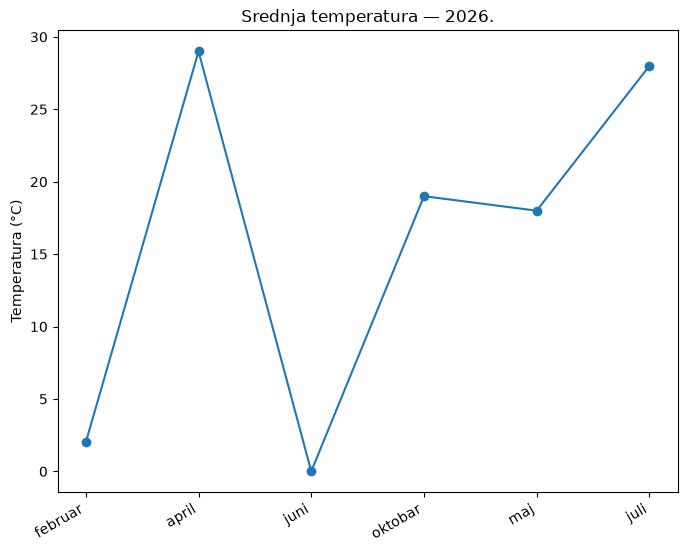 Srednja temperatura — 2026.
Temperatura (°C)
30
25
20
15
10
5
0
februar
april
juni
oktobar
maj
juli